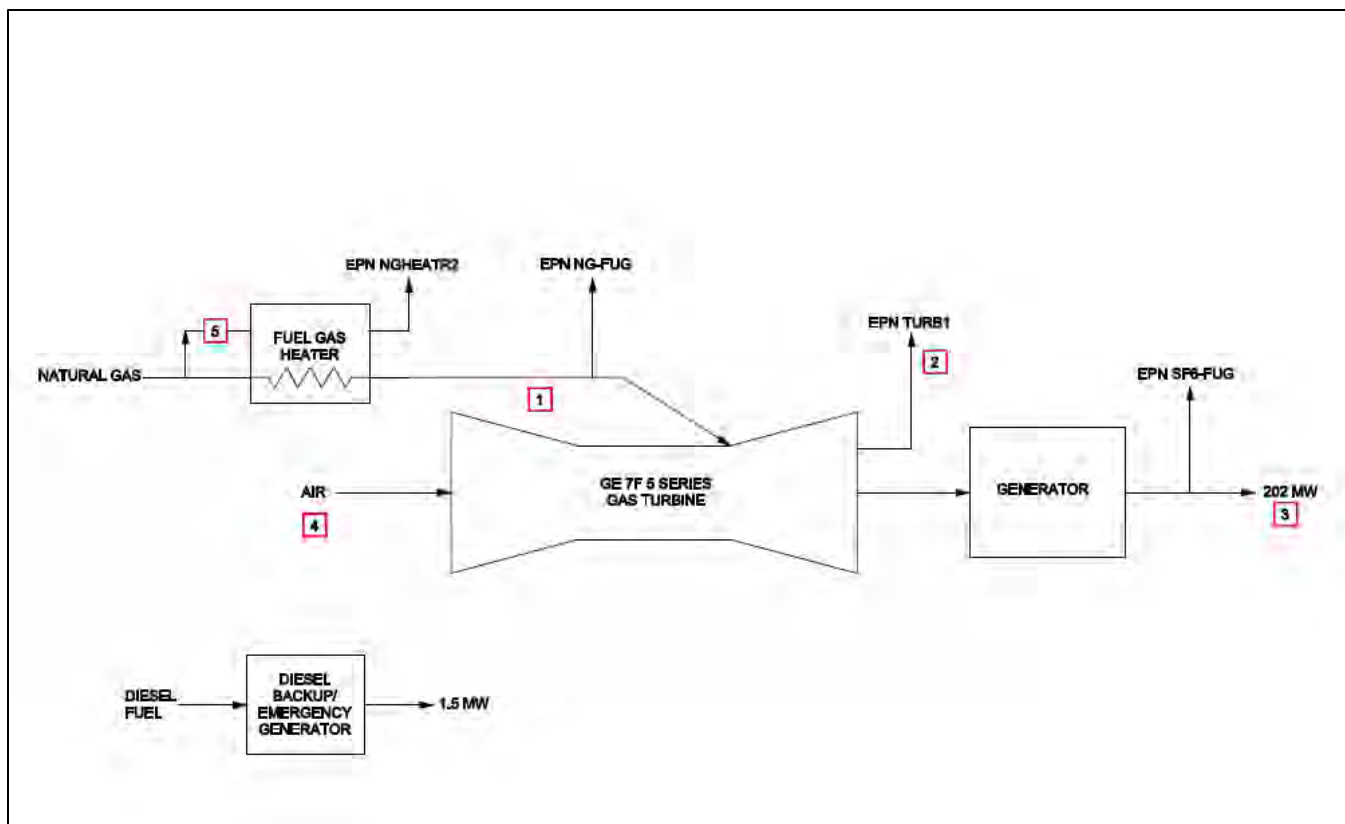 EPN NGHEATR2
EPN NG-FUG
EPN TURB1
2
EPN SF6-FUG
5
FUEL GAS
HEATER
NATURAL GAS
1
AIR
4
GE 7F 5 SERIES
GAS TURBINE
GENERATOR
202 MW
3
DIESEL
FUEL
DIESEL
BACKUP/
EMERGENCY
GENERATOR
1.5 MW